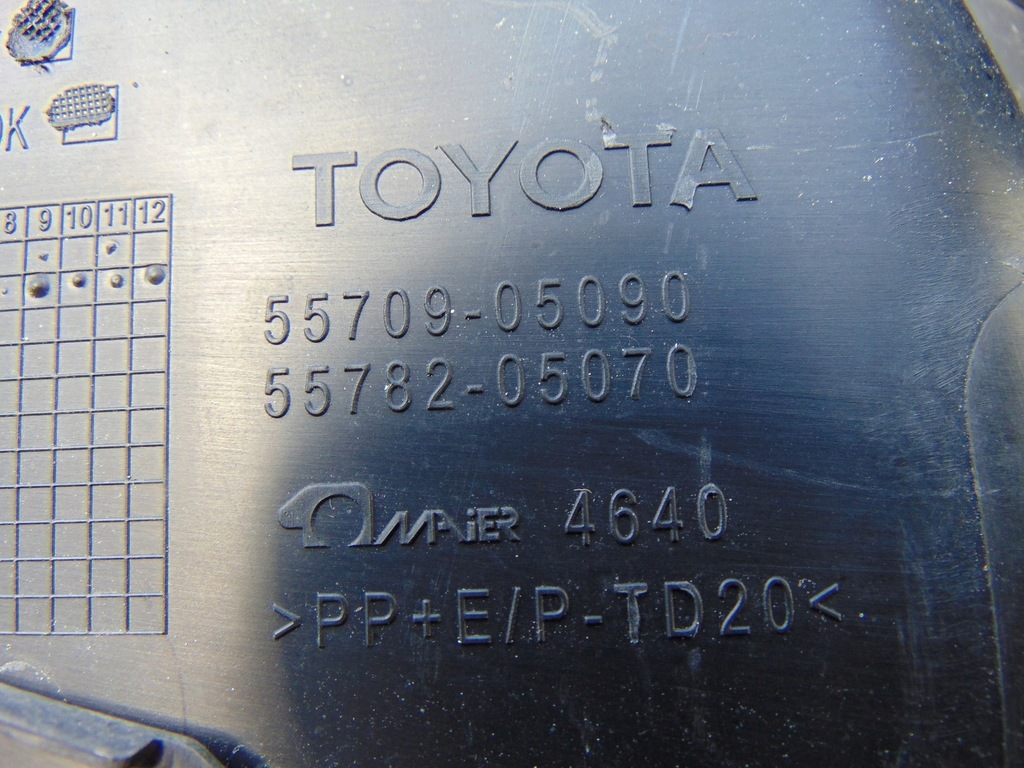 OK
8 9 10 11 12
TOYOTA
55709-05090
55782-05070
MAIER 4640
>PP+E/P-TD20<